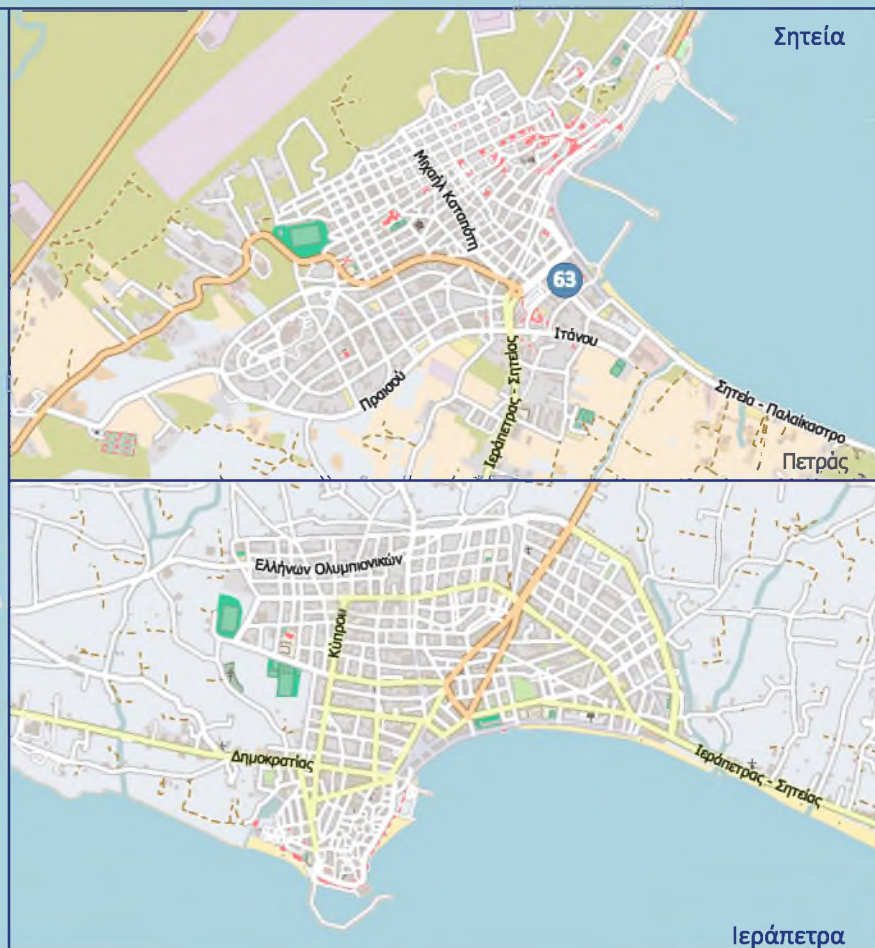 Σητεία
Μιχαήλ Καταπότη
63
Ιτάνου
Πραισού
Ιεράπετρας - Σητείας
Σητεία - Παλαίκαστρο
Πετράς
Ελλήνων Ολυμπιονικών
Κύπρου
Δημοκρατίας
Ιεράπετρας - Σητείας
Ιεράπετρα